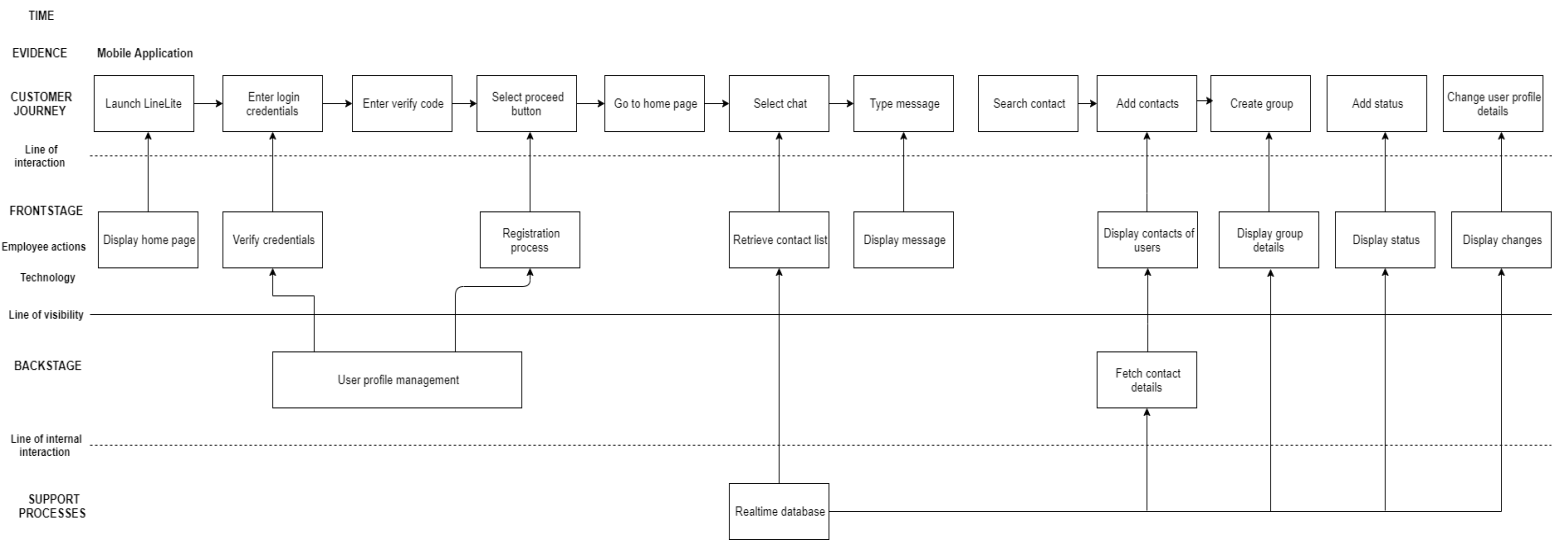 TIME
EVIDENCE
Mobile Application
CUSTOMER
JOURNEY
Launch LineLite
Enter login
credentials
Enter verify code
Select proceed
button
Go to home page
Select chat
Type message
Search contact
Add contacts
Create group
Add status
Change user profile
details
Line of
interaction
FRONTSTAGE
Employee actions
Technology
Display home page
Verify credentials
Registration
process
Retrieve contact list
Display message
Display contacts of
users
Display group
details
Display status
Display changes
Line of visibility
BACKSTAGE
User profile management
Fetch contact
details
Line of internal
interaction
SUPPORT
PROCESSES
Realtime database